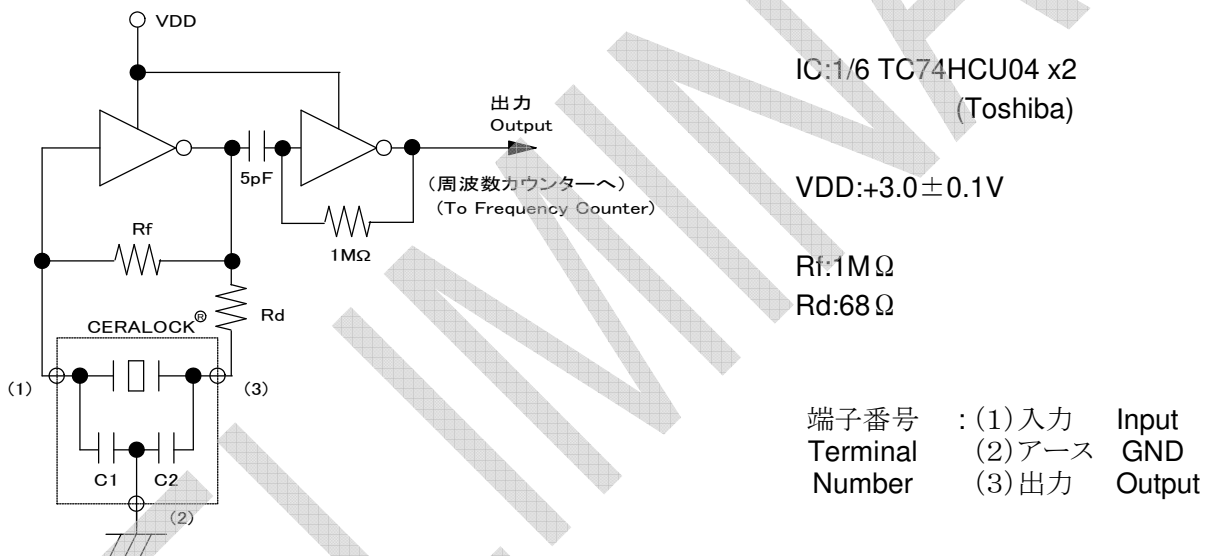 VDD
出力
Output
5pF
(周波数カウンターへ)
(To Frequency Counter)
1MΩ
Rf
Rd
CERALOCK®
(1)
(3)
C1
C2
(2)
IC:1/6 TC74HCU04 x2
(Toshiba)
VDD:+3.0±0.1V
Rf:1MΩ
Rd:68Ω
端子番号 :(1)入力 Input
Terminal (2)アース GND
Number (3)出力 Output